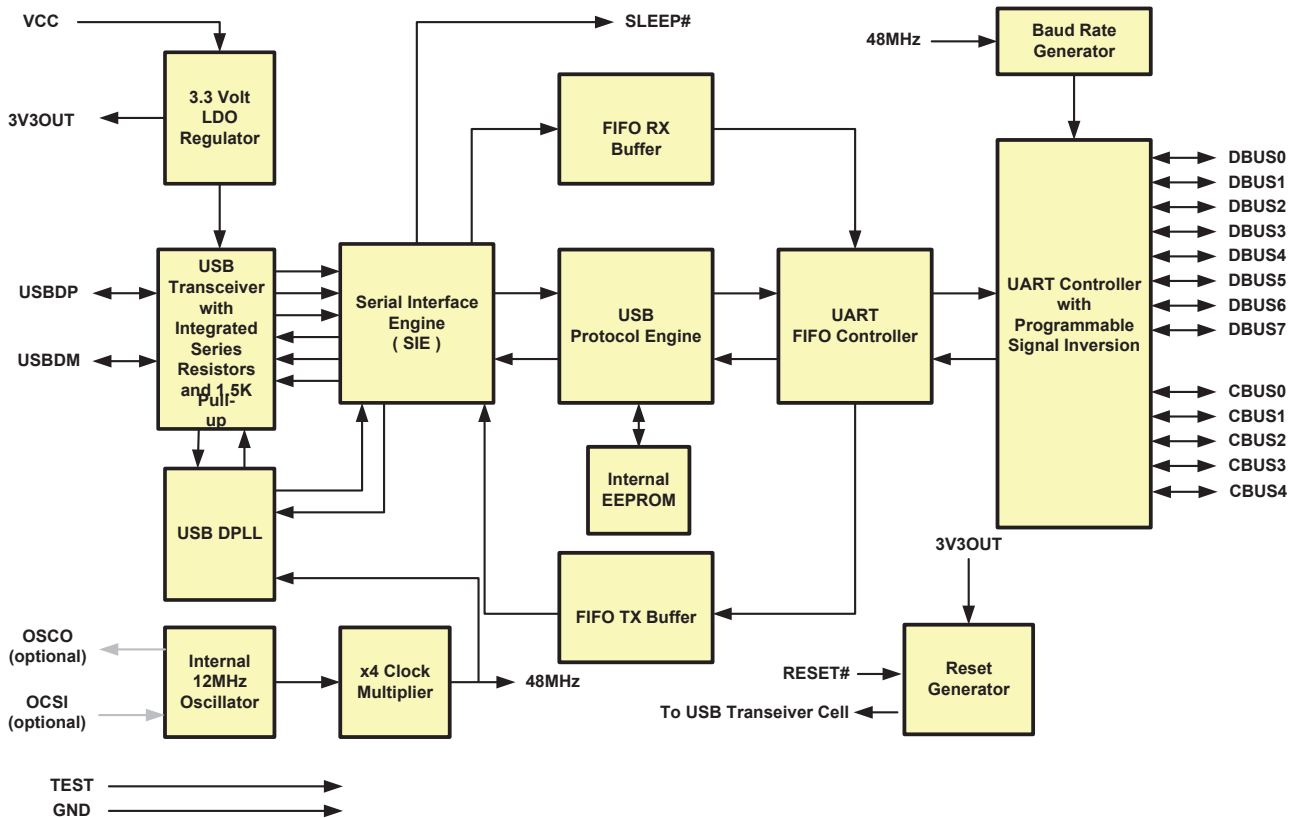 VCC
SLEEP#
48MHz
Baud Rate
Generator
3V3OUT
3.3 Volt
LDO
Regulator
FIFO RX
Buffer
DBUS0
DBUS1
DBUS2
DBUS3
DBUS4
DBUS5
DBUS6
DBUS7
USBDP
USBDM
USB
Transceiver
with
Integrated
Series
Resistors
and 1.5K
Pull-
up
Serial Interface
Engine
( SIE )
USB
Protocol Engine
UART
FIFO Controller
UART Controller
with
Programmable
Signal Inversion
CBUS0
CBUS1
CBUS2
CBUS3
CBUS4
USB DPLL
Internal
EEPROM
3V3OUT
FIFO TX Buffer
OSCO
(optional)
OCSI
(optional)
Internal
12MHz
Oscillator
x4 Clock
Multiplier
48MHz
RESET#
Reset
Generator
To USB Transeiver Cell
TEST
GND